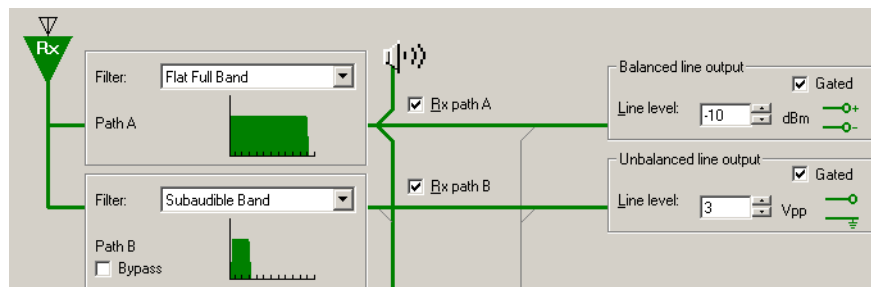 Rx
Filter: Flat Full Band
Path A
Rx path A
Balanced line output
Gated
Line level: -10 dBm
Filter: Subaudible Band
Path B
Bypass
Rx path B
Unbalanced line output
Gated
Line level: 3 Vpp